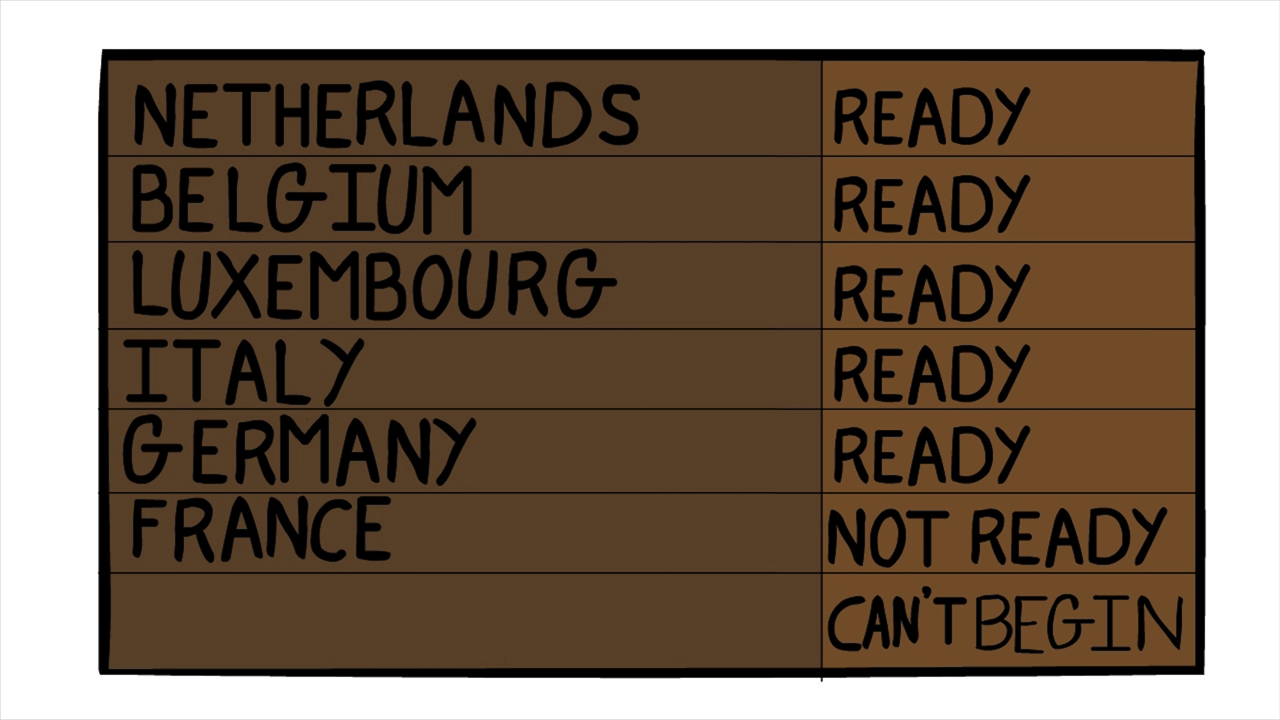 NETHERLANDS READY
BELGIUM READY
LUXEMBOURG READY
ITALY READY
GERMANY READY
FRANCE NOT READY
CAN'T BEGIN